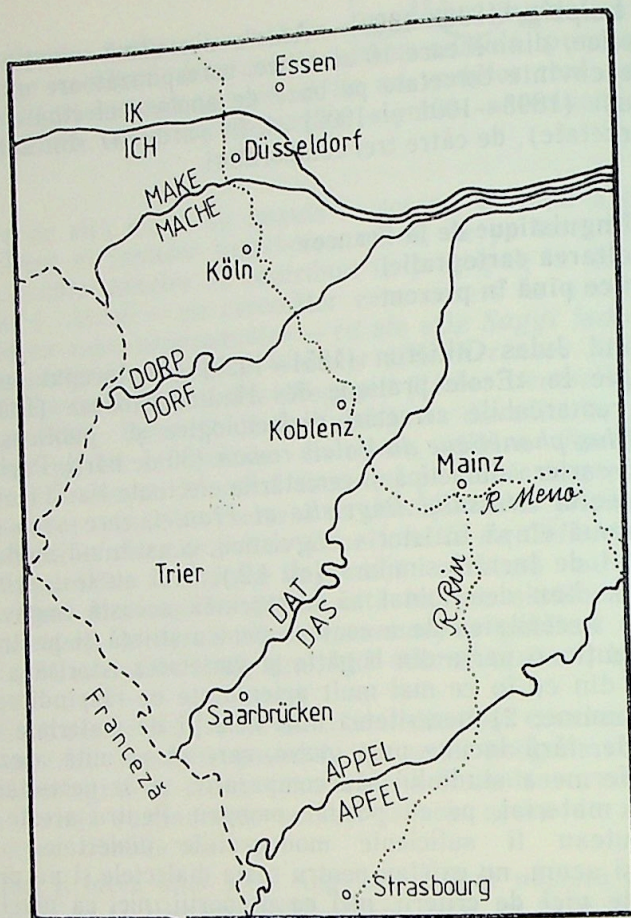 Essen
IK
ICH
Düsseldorf
MAKE
MACHE
Köln
DORP
DORF
Koblenz
Mainz
R. Meno
Trier
DAT
DAS
R. Rin
Saarbrücken
Franceză
APPEL
APFEL
Strasbourg